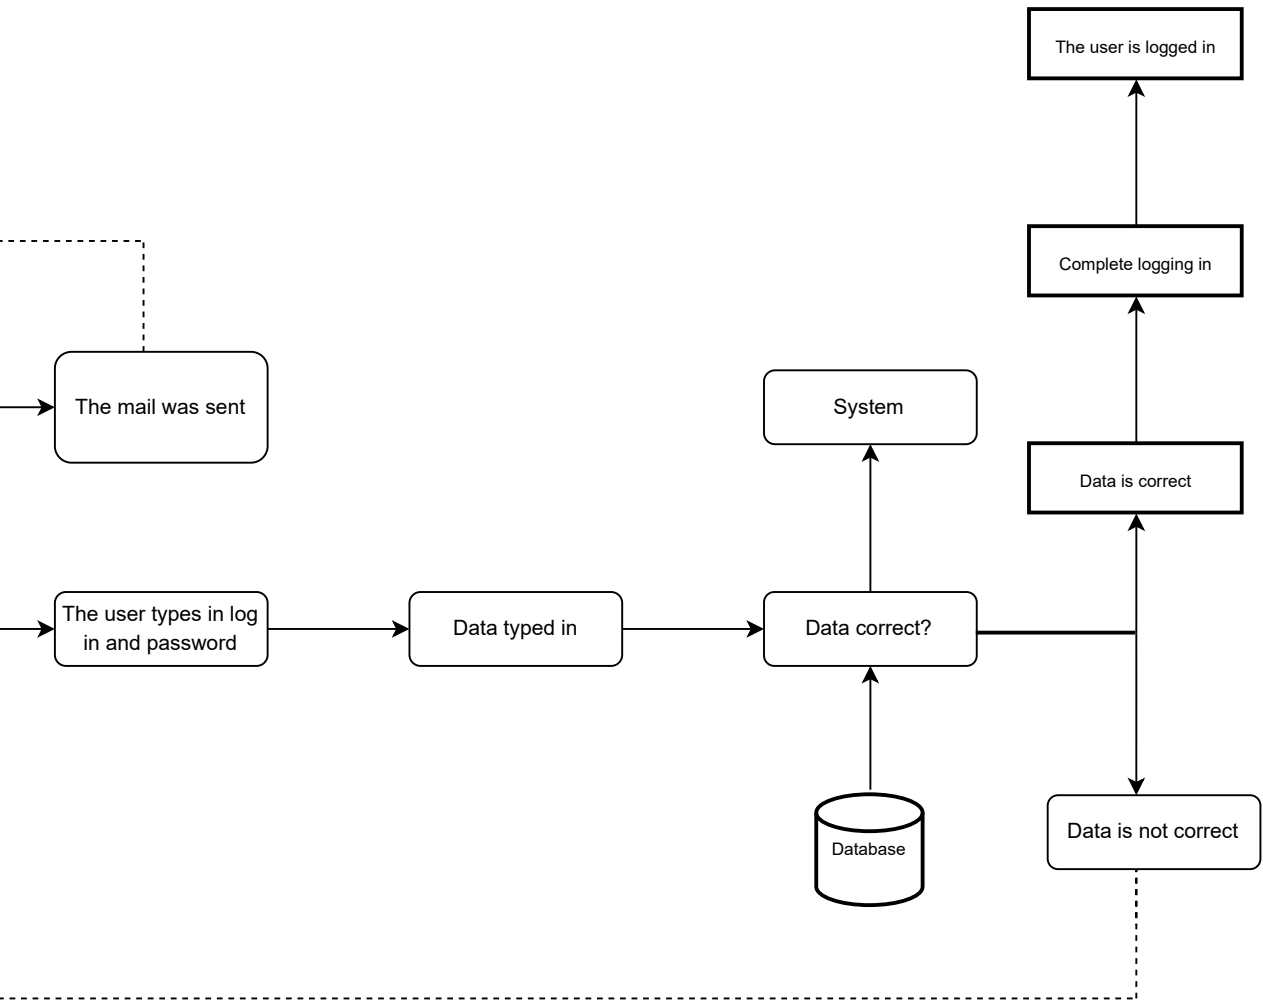 The user is logged in
Complete logging in
The mail was sent
System
Data is correct
The user types in log
in and password
Data typed in
Data correct?
Data is not correct
Database